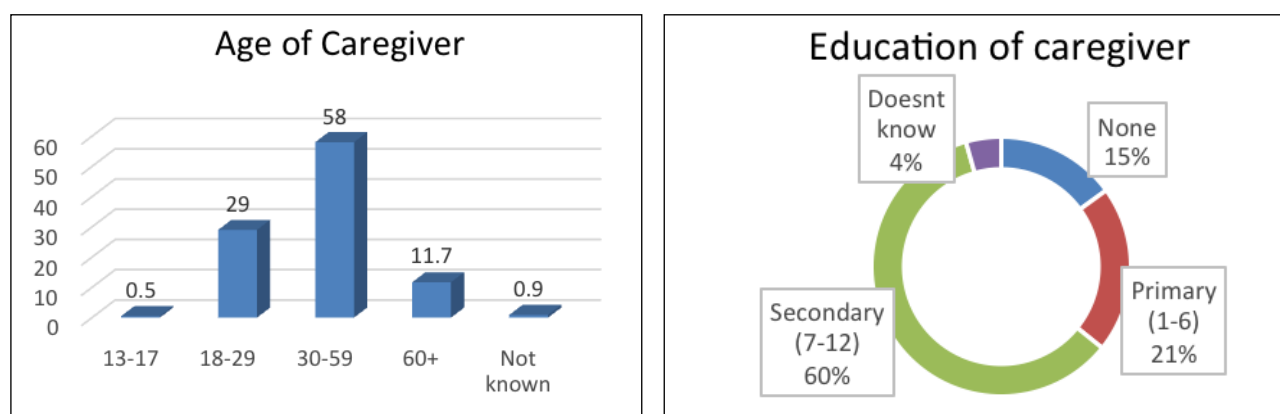 Age of Caregiver
58
60
50
40
30
20
10
0
29
11.7
0.5
0.9
13-17
18-29
30-59
60+
Not
known
Education of caregiver
Doesnt
know
4%
None
15%
Secondary
(7-12)
60%
Primary
(1-6)
21%